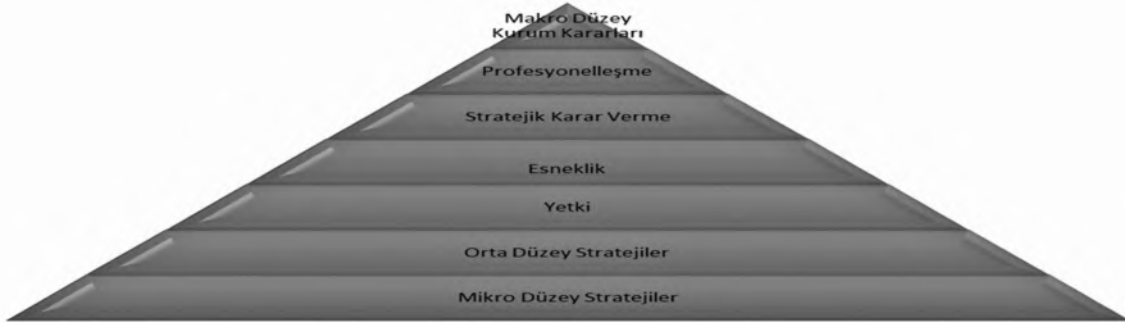 Makro Düzey
Kurum Kararları
Profesyonelleşme
Stratejik Karar Verme
Esneklik
Yetki
Orta Düzey Stratejiler
Mikro Düzey Stratejiler